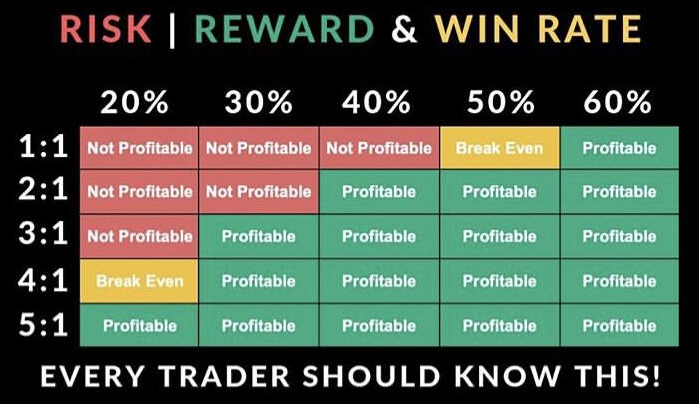 RISK | REWARD & WIN RATE
20% 30% 40% 50% 60%
1:1 Not Profitable Not Profitable Not Profitable Break Even Profitable
2:1 Not Profitable Not Profitable Profitable Profitable Profitable
3:1 Not Profitable Profitable Profitable Profitable Profitable
4:1 Break Even Profitable Profitable Profitable Profitable
5:1 Profitable Profitable Profitable Profitable Profitable
EVERY TRADER SHOULD KNOW THIS!